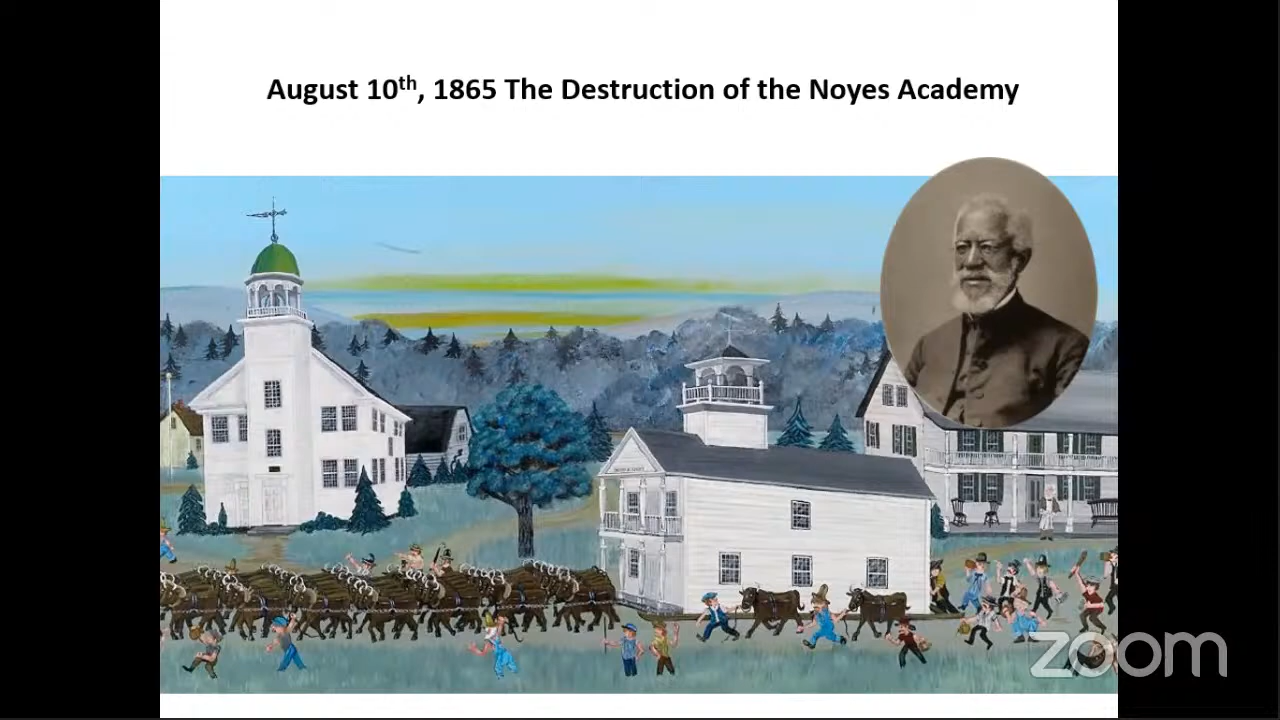 August 10th, 1865 The Destruction of the Noyes Academy
zoom